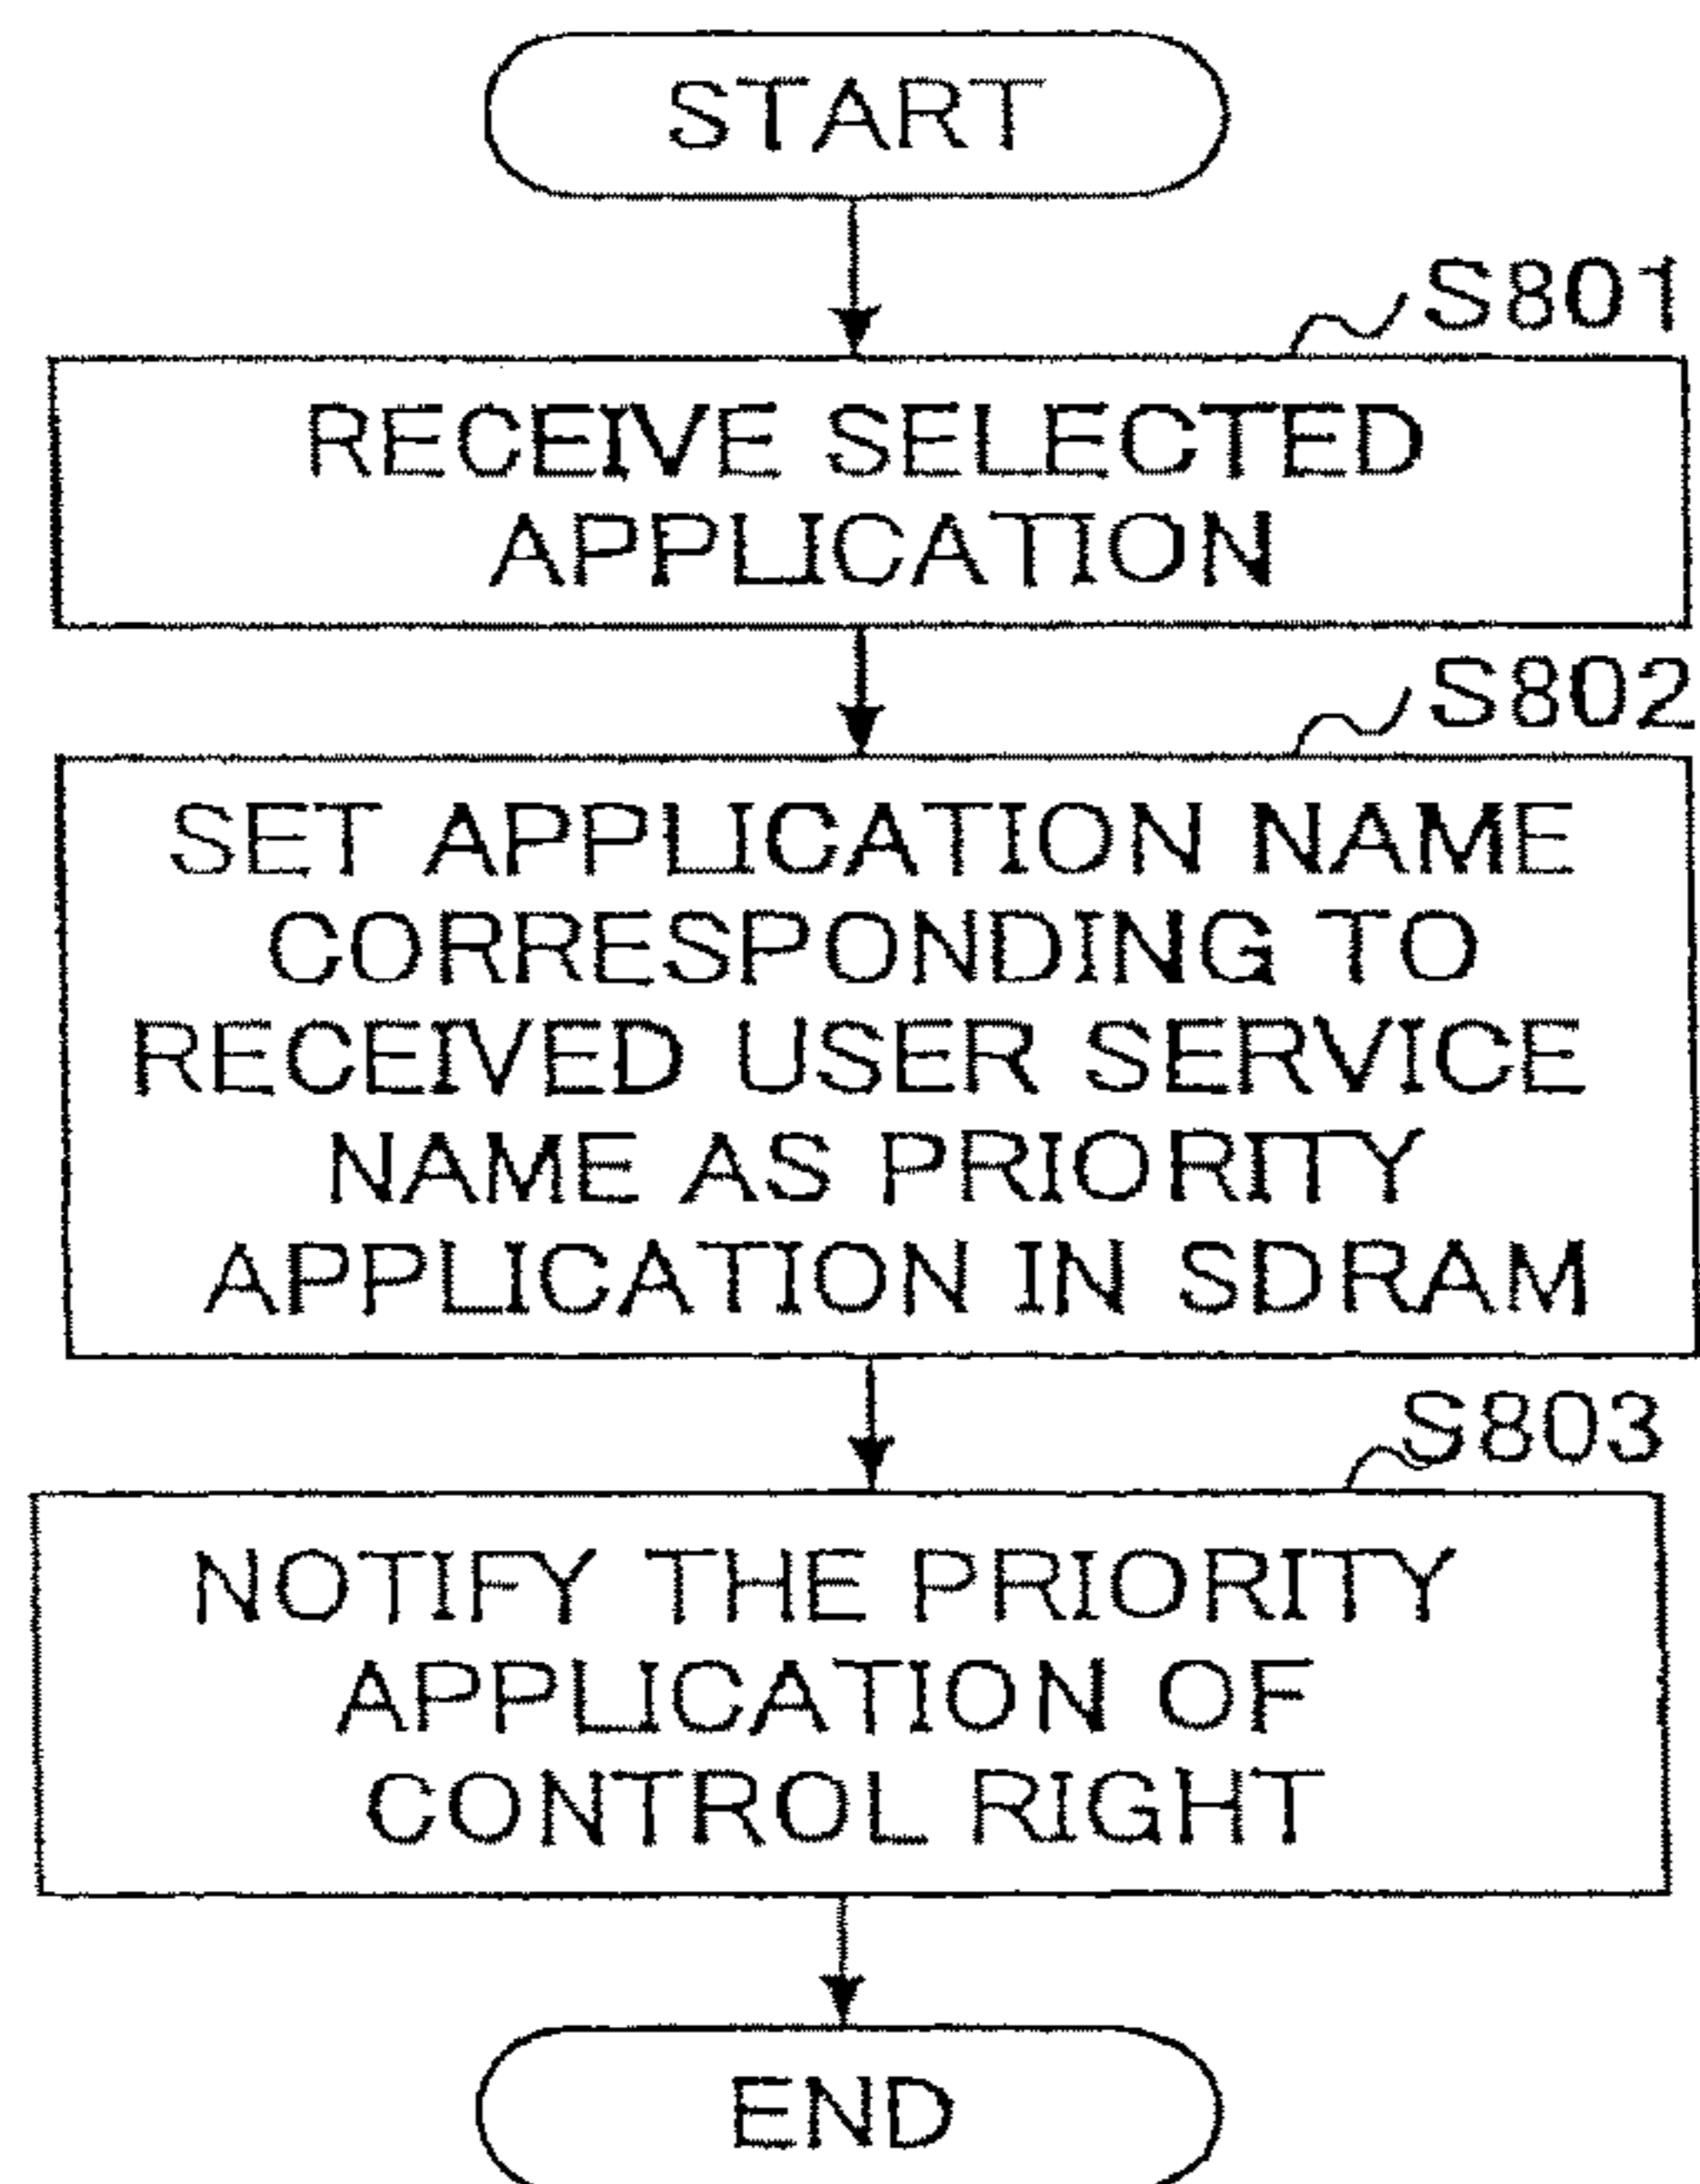 START
S801
RECEIVE SELECTED
APPLICATION
S802
SET APPLICATION NAME
CORRESPONDING TO
RECEIVED USER SERVICE
NAME AS PRIORITY
APPLICATION IN SDRAM
S803
NOTIFY THE PRIORITY
APPLICATION OF
CONTROL RIGHT
END